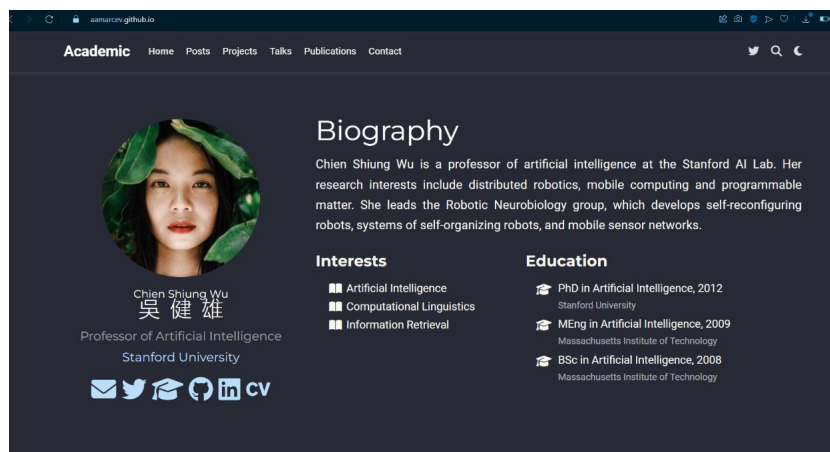 aamarcev.github.io
Academic Home Posts Projects Talks Publications Contact
Chien Shiung Wu
吳健雄
Professor of Artificial Intelligence
Stanford University
CV
Biography
Chien Shiung Wu is a professor of artificial intelligence at the Stanford AI Lab. Her
research interests include distributed robotics, mobile computing and programmable
matter. She leads the Robotic Neurobiology group, which develops self-reconfiguring
robots, systems of self-organizing robots, and mobile sensor networks.
Interests
Artificial Intelligence
Computational Linguistics
Information Retrieval
Education
PhD in Artificial Intelligence, 2012
Stanford University
MEng in Artificial Intelligence, 2009
Massachusetts Institute of Technology
BSc in Artificial Intelligence, 2008
Massachusetts Institute of Technology